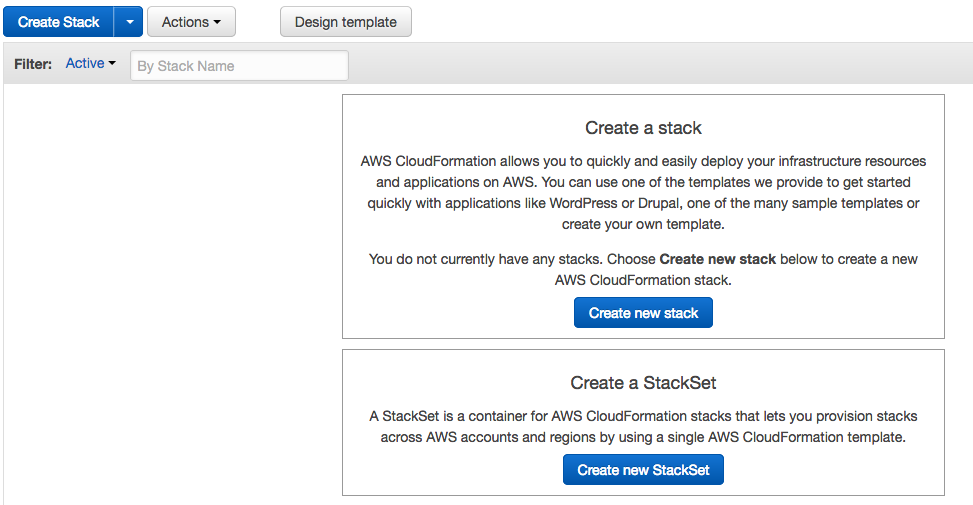 Create Stack Actions Design template
Filter: Active By Stack Name
Create a stack
AWS CloudFormation allows you to quickly and easily deploy your infrastructure resources
and applications on AWS. You can use one of the templates we provide to get started
quickly with applications like WordPress or Drupal, one of the many sample templates or
create your own template.
You do not currently have any stacks. Choose Create new stack below to create a new
AWS CloudFormation stack.
Create new stack
Create a StackSet
A StackSet is a container for AWS CloudFormation stacks that lets you provision stacks
across AWS accounts and regions by using a single AWS CloudFormation template.
Create new StackSet